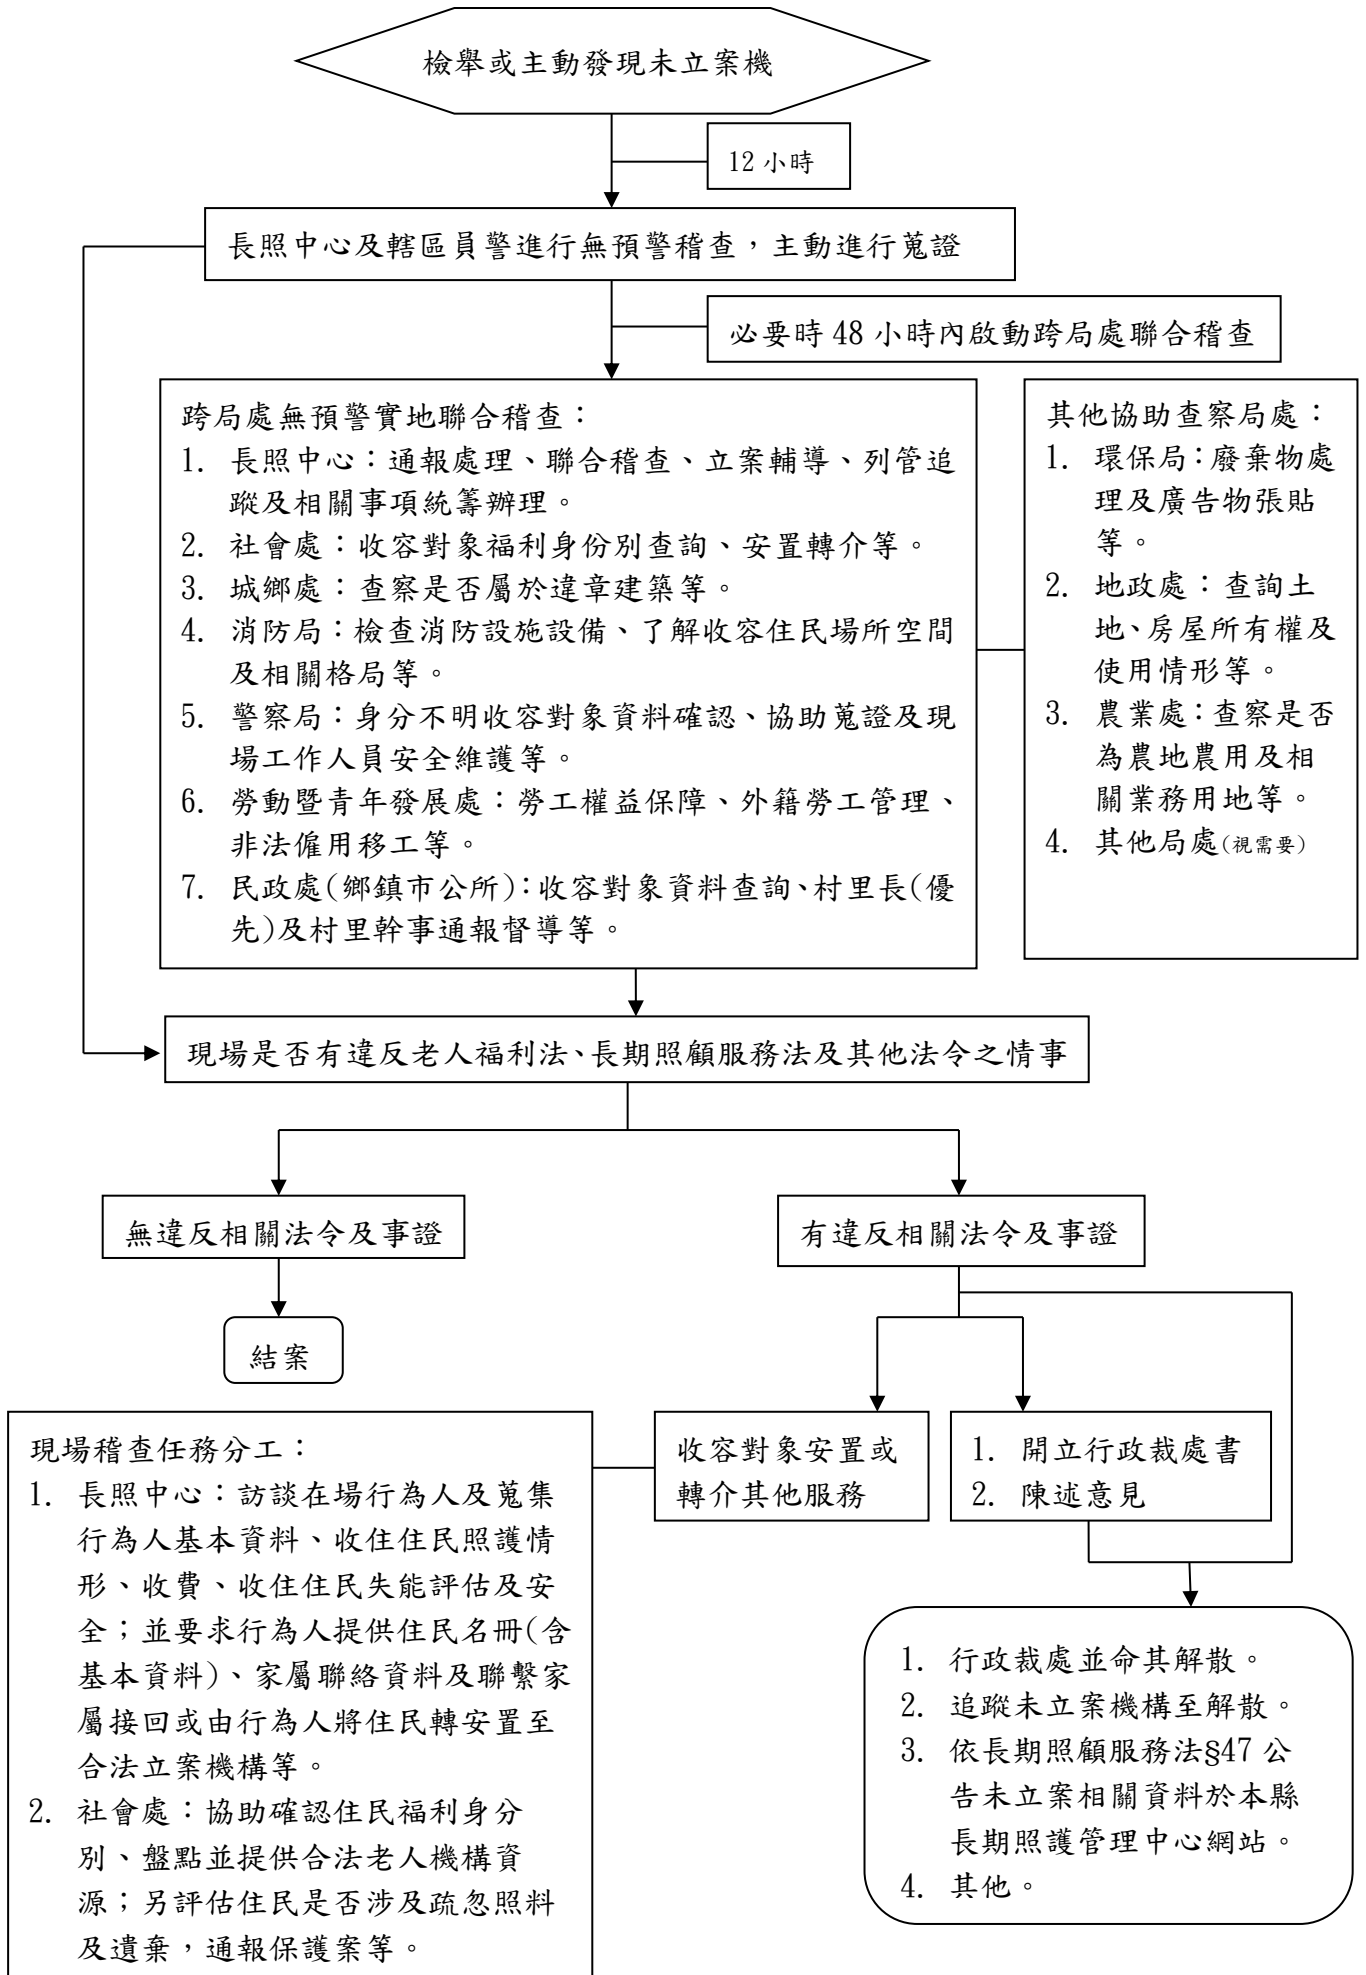 檢舉或主動發現未立案機
12 小時
長照中心及轄區員警進行無預警稽查，主動進行蒐證
必要時 48 小時內啟動跨局處聯合稽查
跨局處無預警實地聯合稽查：
1. 長照中心：通報處理、聯合稽查、立案輔導、列管追
蹤及相關事項統籌辦理。
2. 社會處：收容對象福利身份別查詢、安置轉介等。
3. 城鄉處：查察是否屬於違章建築等。
4. 消防局：檢查消防設施設備、了解收容住民場所空間
及相關格局等。
5. 警察局：身分不明收容對象資料確認、協助蒐證及現
場工作人員安全維護等。
6. 勞動暨青年發展處：勞工權益保障、外籍勞工管理、
非法僱用移工等。
7. 民政處(鄉鎮市公所)：收容對象資料查詢、村里長(優
先)及村里幹事通報督導等。
其他協助查察局處：
1. 環保局：廢棄物處
理及廣告物張貼
等。
2. 地政處：查詢土
地、房屋所有權及
使用情形等。
3. 農業處：查察是否
為農地農用及相
關業務用地等。
4. 其他局處(視需要)
現場是否有違反老人福利法、長期照顧服務法及其他法令之情事
無違反相關法令及事證
有違反相關法令及事證
結案
現場稽查任務分工：
1. 長照中心：訪談在場行為人及蒐集
行為人基本資料、收住住民照護情
形、收費、收住住民失能評估及安
全；並要求行為人提供住民名冊(含
基本資料)、家屬聯絡資料及聯繫家
屬接回或由行為人將住民轉安置至
合法立案機構等。
2. 社會處：協助確認住民福利身分
別、盤點並提供合法老人機構資
源；另評估住民是否涉及疏忽照料
及遺棄，通報保護案等。
收容對象安置或
轉介其他服務
1. 開立行政裁處書
2. 陳述意見
1. 行政裁處並命其解散。
2. 追蹤未立案機構至解散。
3. 依長期照顧服務法§47 公
告未立案相關資料於本縣
長期照護管理中心網站。
4. 其他。